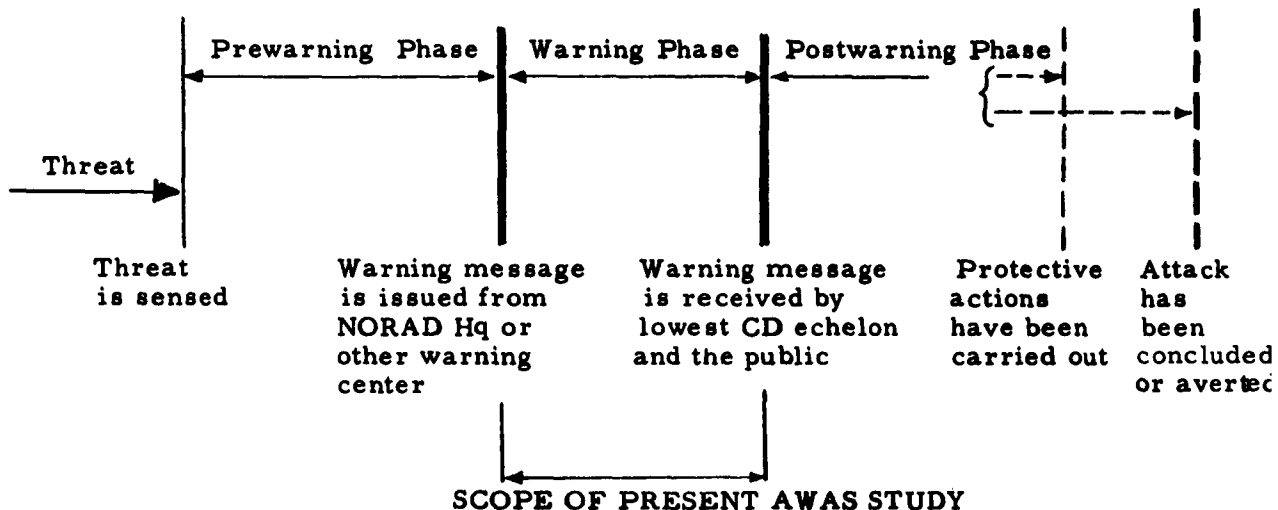 Prewarning Phase
Warning Phase
Postwarning Phase
Threat
Threat
is sensed
Warning message
is issued from
NORAD Hq or
other warning
center
Warning message
is received by
lowest CD echelon
and the public
Protective
actions
have been
carried out
Attack
has
been
concluded
or averted
SCOPE OF PRESENT AWAS STUDY